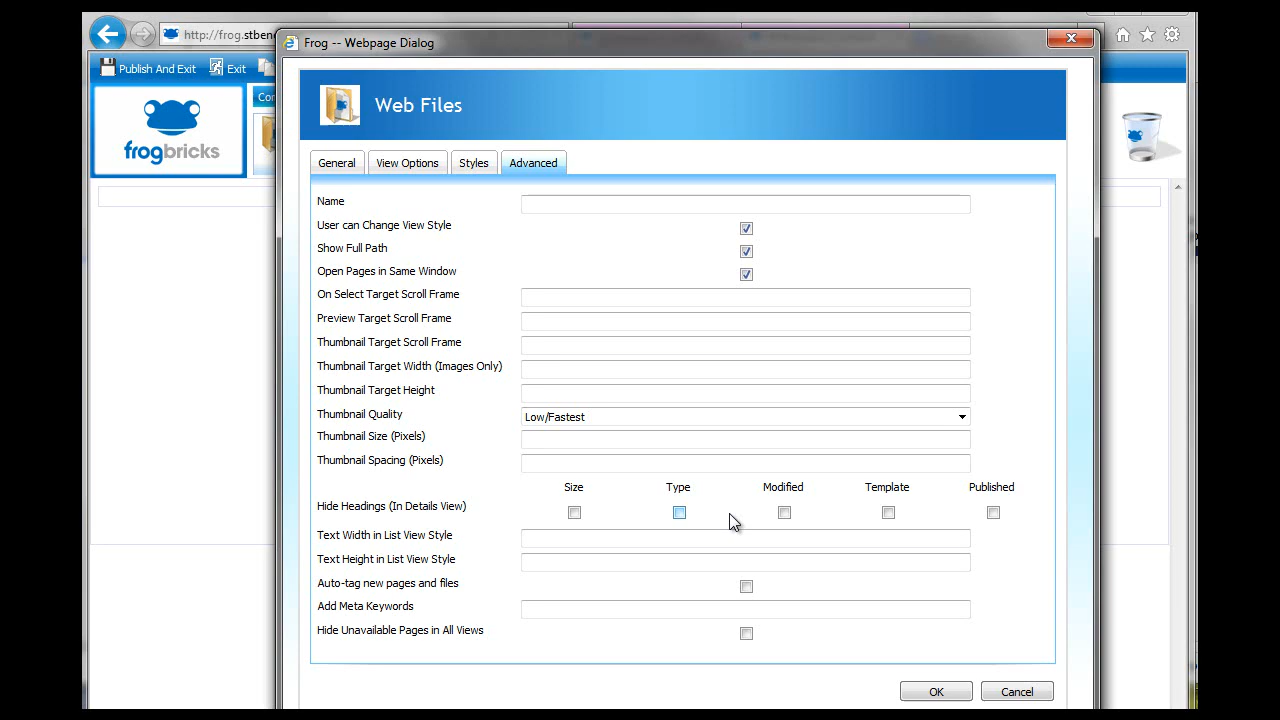 Frog -- Webpage Dialog
http://frog.stben
Publish And Exit Exit
frogbricks
Con
Web Files
General View Options Styles Advanced
Name
User can Change View Style
Show Full Path
Open Pages in Same Window
On Select Target Scroll Frame
Preview Target Scroll Frame
Thumbnail Target Scroll Frame
Thumbnail Target Width (Images Only)
Thumbnail Target Height
Thumbnail Quality Low/Fastest
Thumbnail Size (Pixels)
Thumbnail Spacing (Pixels)
Size Type Modified Template Published
Hide Headings (In Details View)
Text Width in List View Style
Text Height in List View Style
Auto-tag new pages and files
Add Meta Keywords
Hide Unavailable Pages in All Views
OK Cancel